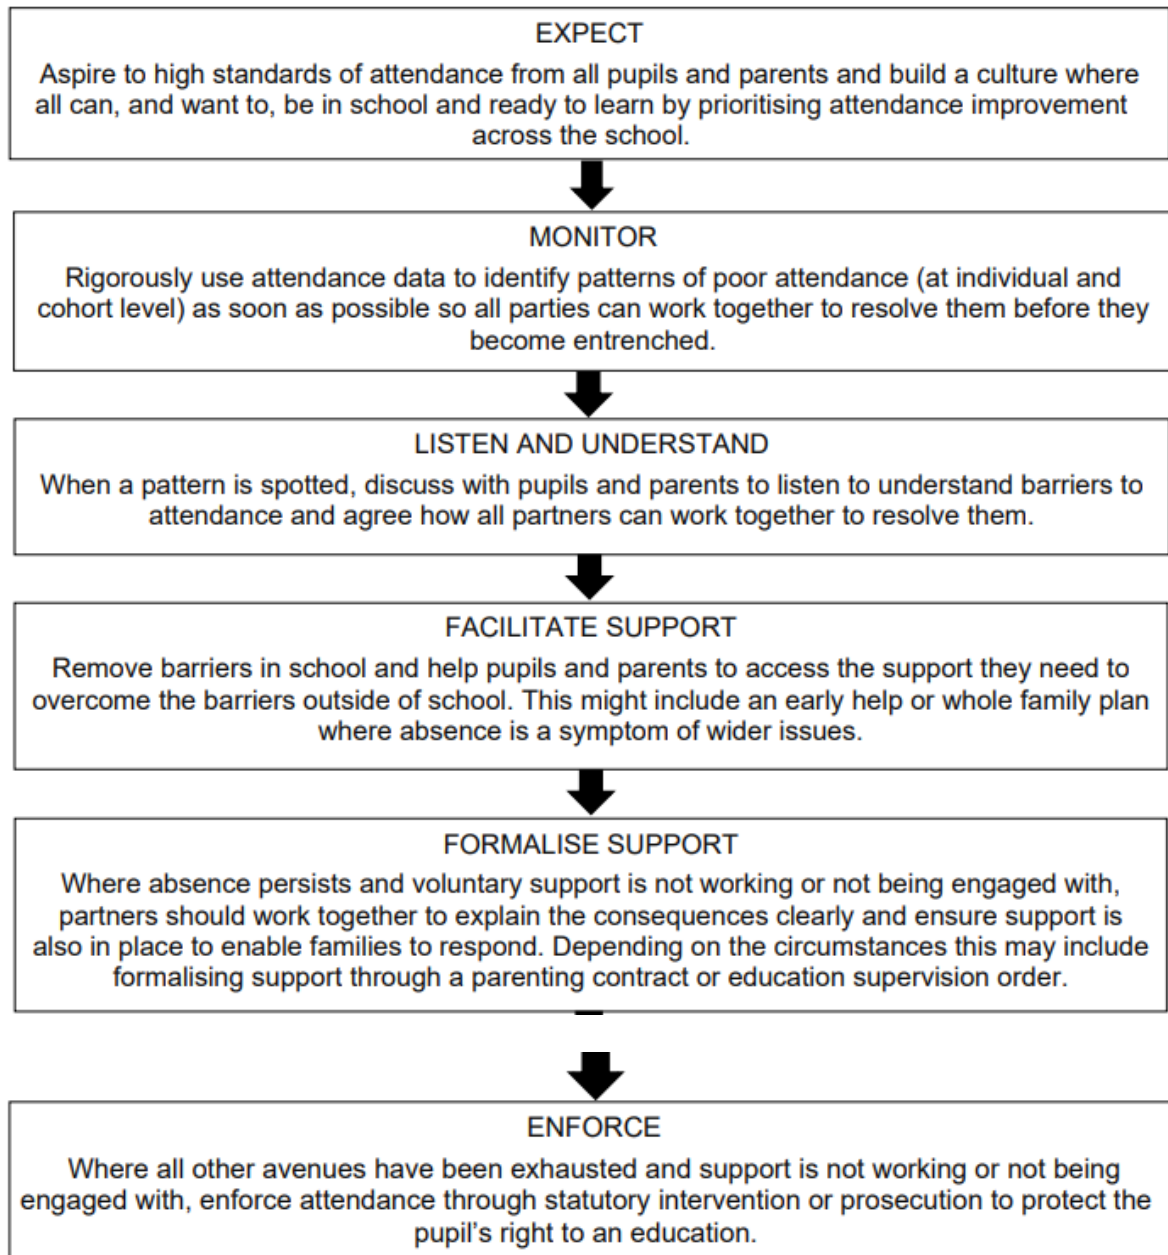 EXPECT
Aspire to high standards of attendance from all pupils and parents and build a culture where
all can, and want to, be in school and ready to learn by prioritising attendance improvement
across the school.
MONITOR
Rigorously use attendance data to identify patterns of poor attendance (at individual and
cohort level) as soon as possible so all parties can work together to resolve them before they
become entrenched.
LISTEN AND UNDERSTAND
When a pattern is spotted, discuss with pupils and parents to listen to understand barriers to
attendance and agree how all partners can work together to resolve them.
FACILITATE SUPPORT
Remove barriers in school and help pupils and parents to access the support they need to
overcome the barriers outside of school. This might include an early help or whole family plan
where absence is a symptom of wider issues.
FORMALISE SUPPORT
Where absence persists and voluntary support is not working or not being engaged with,
partners should work together to explain the consequences clearly and ensure support is
also in place to enable families to respond. Depending on the circumstances this may include
formalising support through a parenting contract or education supervision order.
ENFORCE
Where all other avenues have been exhausted and support is not working or not being
engaged with, enforce attendance through statutory intervention or prosecution to protect the
pupil's right to an education.